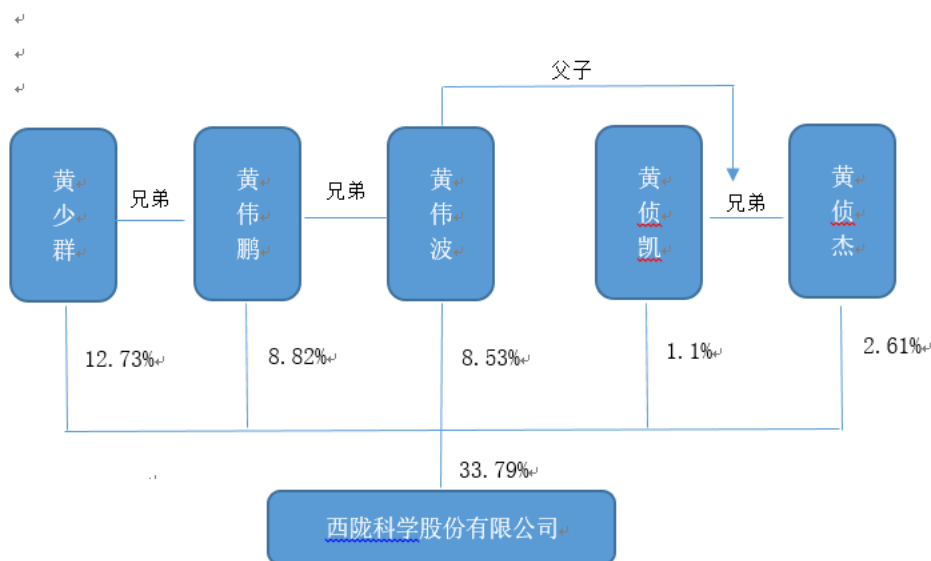 父子
黄少群
兄弟
黄伟鹏
兄弟
黄伟波
黄侦凯
兄弟
黄侦杰
12.73%
8.82%
8.53%
1.1%
2.61%
33.79%
西陇科学股份有限公司